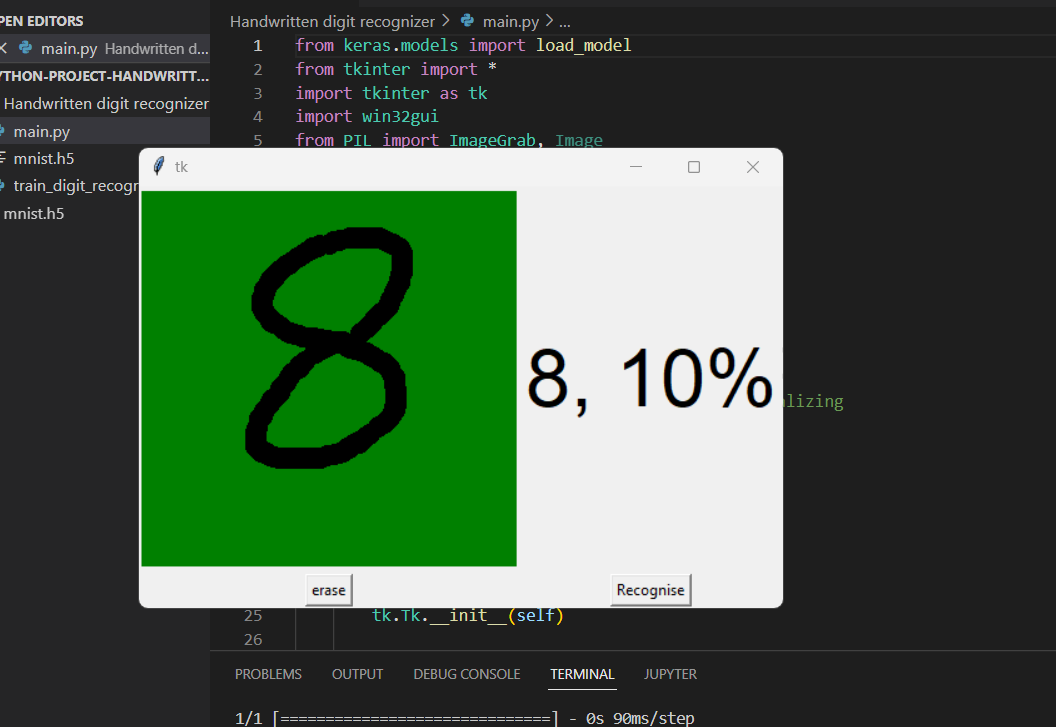 PEN EDITORS
main.py Handwritten d...
YTHON-PROJECT-HANDWRITT...
Handwritten digit recognizer
main.py
mnist.h5
train_digit_recogr
mnist.h5
Handwritten digit recognizer > main.py > ...
1 from keras.models import load_model
2 from tkinter import *
3 import tkinter as tk
4 import win32gui
5 from PIL import ImageGrab, Image
tk
8
8, 10%
alizing
erase
Recognise
25 tk.Tk.__init__(self)
26
PROBLEMS OUTPUT DEBUG CONSOLE TERMINAL JUPYTER
1/1 [==============================] - 0s 90ms/step